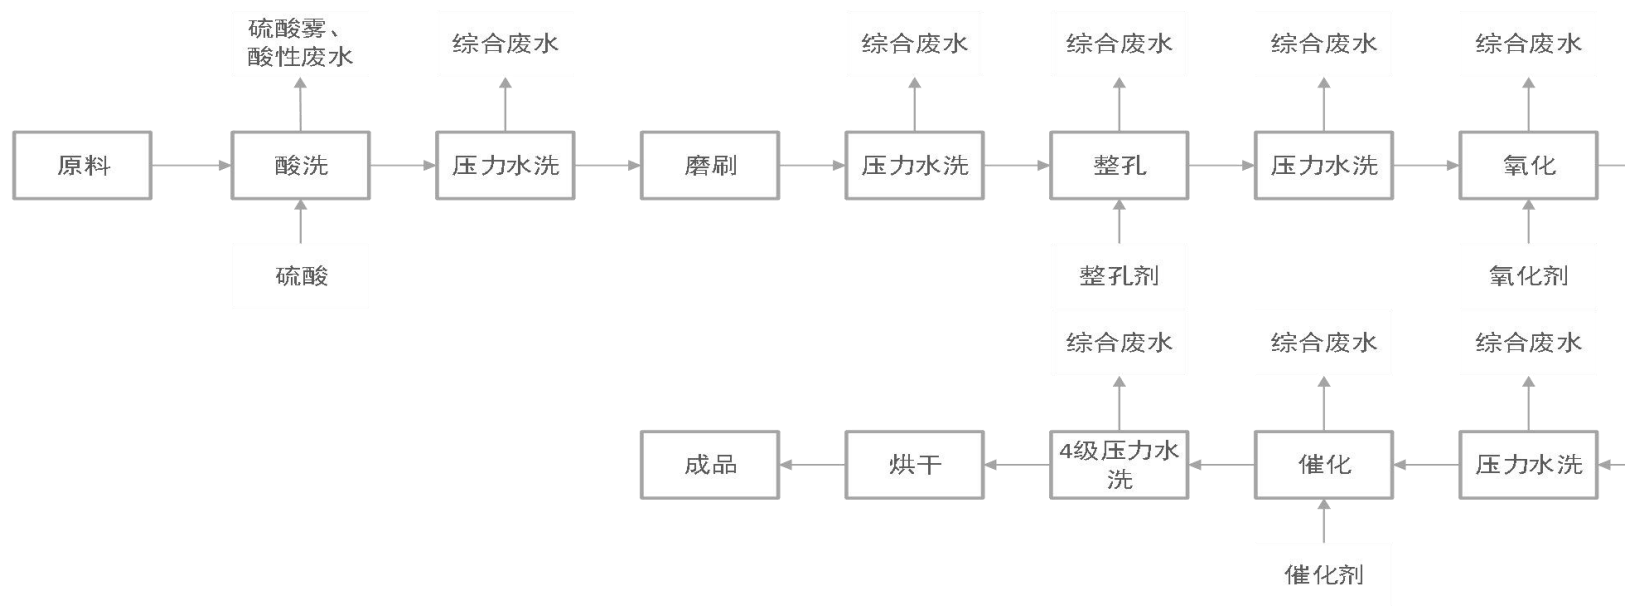 硫酸雾、
酸性废水
综合废水
综合废水
综合废水
综合废水
综合废水
原料
酸洗
压力水洗
磨刷
压力水洗
整孔
压力水洗
氧化
硫酸
整孔剂
氧化剂
综合废水
综合废水
综合废水
成品
烘干
4级压力水
洗
催化
压力水洗
催化剂